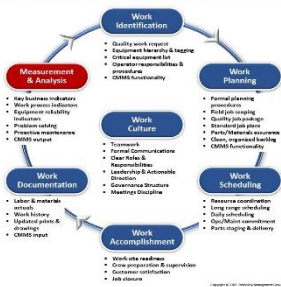 Work
Identification
• Quality work request
• Equipment hierarchy & tagging
• Critical equipment list
• Operator responsibilities &
procedures
• CMMS functionality
Measurement
& Analysis
• Key business indicators
• Work process indicators
• Equipment reliability
indicators
• Problem solving
• Proactive maintenance
• CMMS output
Work
Planning
• Formal planning
procedures
• Field job scoping
• Quality job package
• Standard job plans
• Parts/Materials assurance
• Clean, organized backlog
• CMMS functionality
Work
Culture
• Teamwork
• Formal Communications
• Clear Roles &
Responsibilities
• Leadership & Actionable
Direction
• Governance Structure
• Meetings Discipline
Work
Documentation
• Labor & materials
actuals
• Work history
• Updated prints &
drawings
• CMMS input
Work
Scheduling
• Resource coordination
• Long range scheduling
• Daily scheduling
• Ops/Maint commitment
• Parts staging & delivery
Work
Accomplishment
• Work site readiness
• Crew preparation & supervision
• Customer satisfaction
• Job closure